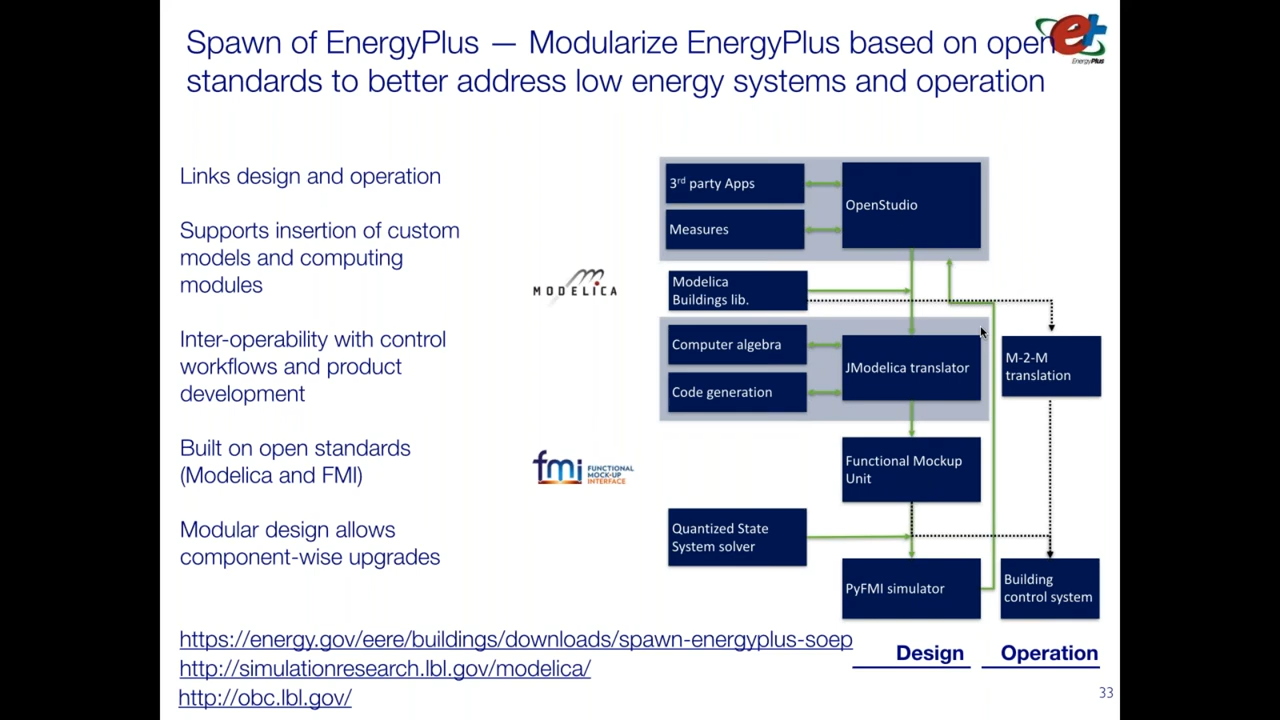 Spawn of EnergyPlus — Modularize EnergyPlus based on open
standards to better address low energy systems and operation
e+
EnergyPlus
Links design and operation
Supports insertion of custom
models and computing
modules
Inter-operability with control
workflows and product
development
Built on open standards
(Modelica and FMI)
Modular design allows
component-wise upgrades
MODELICA
fmi FUNCTIONAL
MOCK-UP
INTERFACE
3rd party Apps
Measures
OpenStudio
Modelica
Buildings lib.
Computer algebra
Code generation
JModelica translator
M-2-M
translation
Functional Mockup
Unit
Quantized State
System solver
PyFMI simulator
Building
control system
Design
Operation
https://energy.gov/eere/buildings/downloads/spawn-energyplus-soep
http://simulationresearch.lbl.gov/modelica/
http://obc.lbl.gov/
33